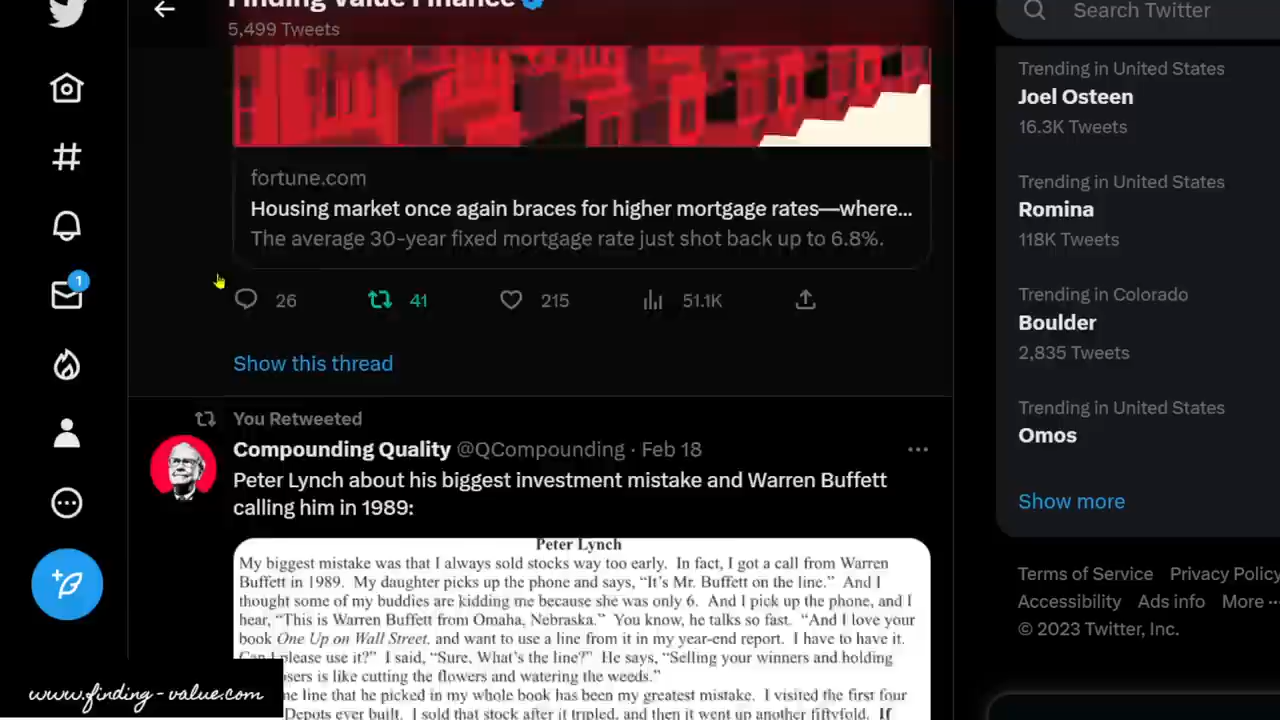 Finding Value Finance
5,499 Tweets
fortune.com
Housing market once again braces for higher mortgage rates—where...
The average 30-year fixed mortgage rate just shot back up to 6.8%.
26 41 215 51.1K
Show this thread
You Retweeted
Compounding Quality @QCompounding · Feb 18
Peter Lynch about his biggest investment mistake and Warren Buffett
calling him in 1989:
Peter Lynch
My biggest mistake was that I always sold stocks way too early. In fact, I got a call from Warren
Buffett in 1989. My daughter picks up the phone and says, “It’s Mr. Buffett on the line.” And I
thought some of my buddies are kidding me because she was only 6. And I pick up the phone, and I
hear, “This is Warren Buffett from Omaha, Nebraska.” You know, he talks so fast. “And I love your
book One Up on Wall Street, and want to use a line from it in my year-end report. I have to have it.
Can I please use it?” I said, “Sure. What’s the line?” He says, “Selling your winners and holding
osers is like cutting the flowers and watering the weeds.”
ne line that he picked in my whole book has been my greatest mistake. I visited the first four
Depots ever built. I sold that stock after it tripled, and then it went up another fiftyfold. If
1
www.finding-value.com
Search Twitter
Trending in United States
Joel Osteen
16.3K Tweets
Trending in United States
Romina
118K Tweets
Trending in Colorado
Boulder
2,835 Tweets
Trending in United States
Omos
Show more
Terms of Service Privacy Policy
Accessibility Ads info More ···
© 2023 Twitter, Inc.